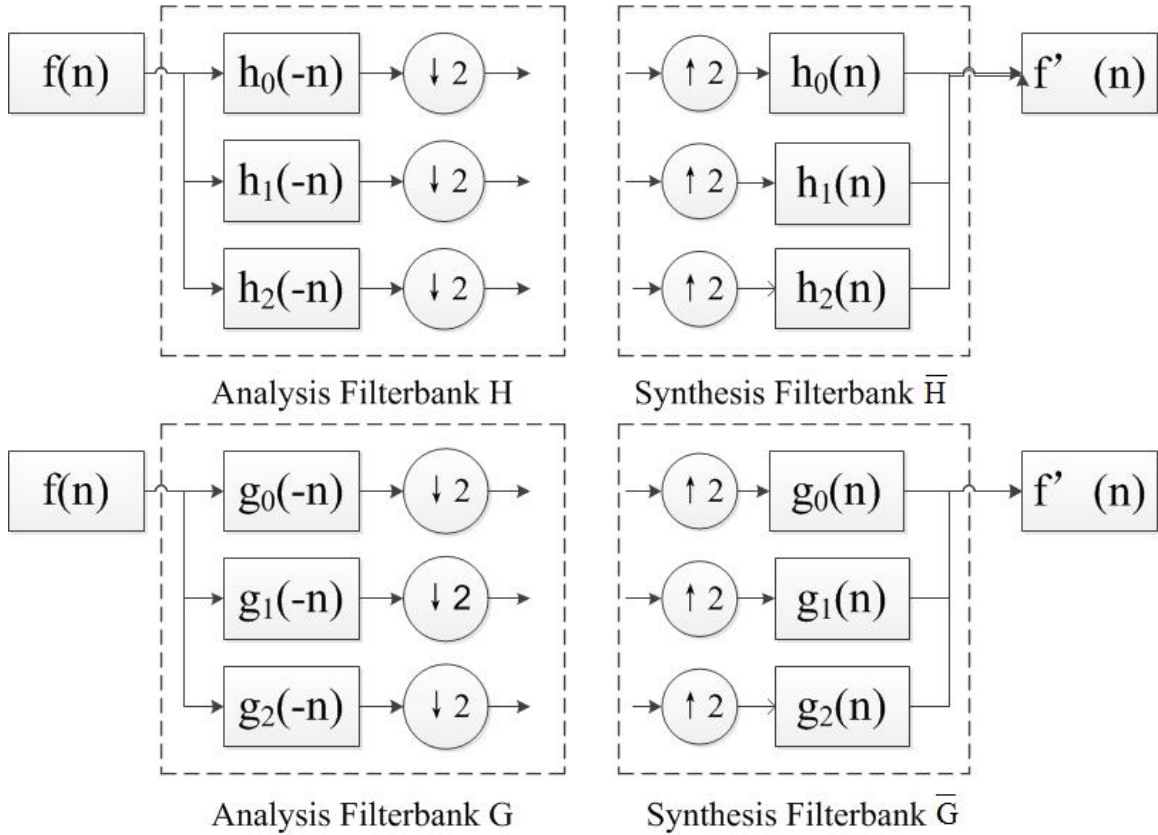 f(n) h₀(-n) ↓ 2 ↑ 2 h₀(n) f’ (n)
h₁(-n) ↓ 2 ↑ 2 h₁(n)
h₂(-n) ↓ 2 ↑ 2 h₂(n)
Analysis Filterbank H Synthesis Filterbank H̅
f(n) g₀(-n) ↓ 2 ↑ 2 g₀(n) f’ (n)
g₁(-n) ↓ 2 ↑ 2 g₁(n)
g₂(-n) ↓ 2 ↑ 2 g₂(n)
Analysis Filterbank G Synthesis Filterbank G̅